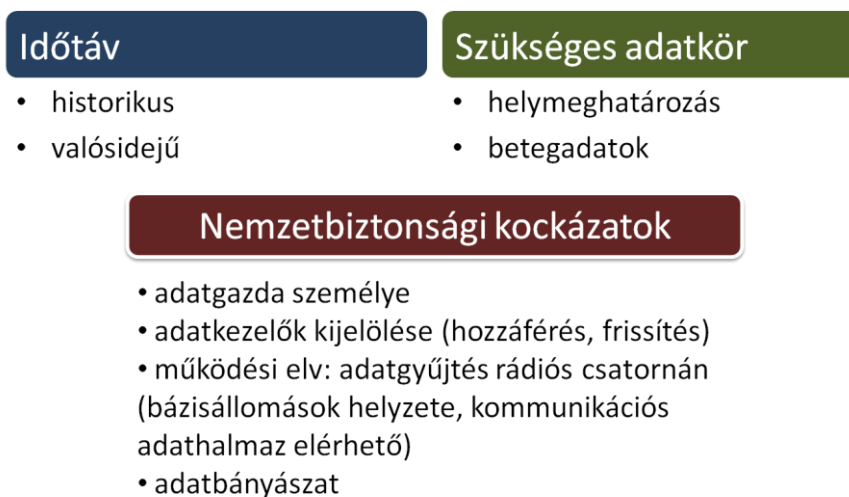 Időtáv
• historikus
• valósidejű
Szükséges adatkör
• helymeghatározás
• betegadatok
Nemzetbiztonsági kockázatok
• adatgazda személye
• adatkezelők kijelölése (hozzáférés, frissítés)
• működési elv: adatgyűjtés rádiós csatornán
(bázisállomások helyzete, kommunikációs
adathalmaz elérhető)
• adatbányászat